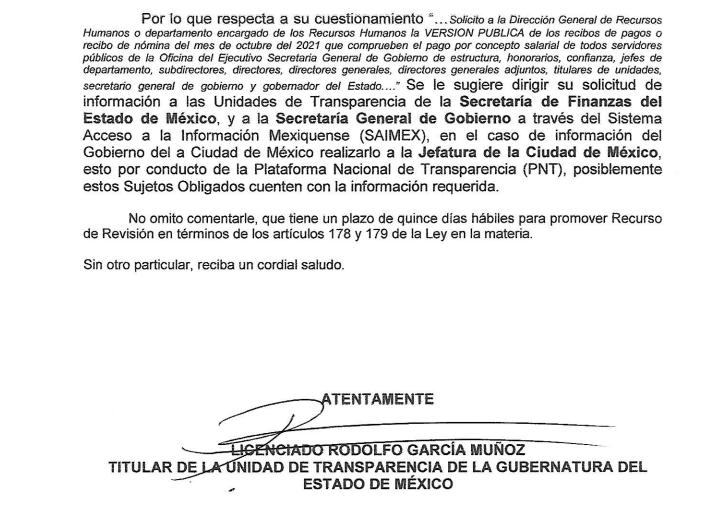 Por lo que respecta a su cuestionamiento "…Solicito a la Dirección General de Recursos
Humanos o departamento encargado de los Recursos Humanos la VERSION PUBLICA de los recibos de pagos o
recibo de nómina del mes de octubre del 2021 que comprueben el pago por concepto salarial de todos servidores
públicos de la Oficina del Ejecutivo Secretaria General de Gobierno de estructura, honorarios, confianza, jefes de
departamento, subdirectores, directores, directores generales, directores generales adjuntos, titulares de unidades,
secretario general de gobierno y gobernador del Estado…." Se le sugiere dirigir su solicitud de
información a las Unidades de Transparencia de la Secretaría de Finanzas del
Estado de México, y a la Secretaría General de Gobierno a través del Sistema
Acceso a la Información Mexiquense (SAIMEX), en el caso de información del
Gobierno del a Ciudad de México realizarlo a la Jefatura de la Ciudad de México,
esto por conducto de la Plataforma Nacional de Transparencia (PNT), posiblemente
estos Sujetos Obligados cuenten con la información requerida.
No omito comentarle, que tiene un plazo de quince días hábiles para promover Recurso
de Revisión en términos de los artículos 178 y 179 de la Ley en la materia.
Sin otro particular, reciba un cordial saludo.
ATENTAMENTE
LICENCIADO RODOLFO GARCÍA MUÑOZ
TITULAR DE LA UNIDAD DE TRANSPARENCIA DE LA GUBERNATURA DEL
ESTADO DE MÉXICO